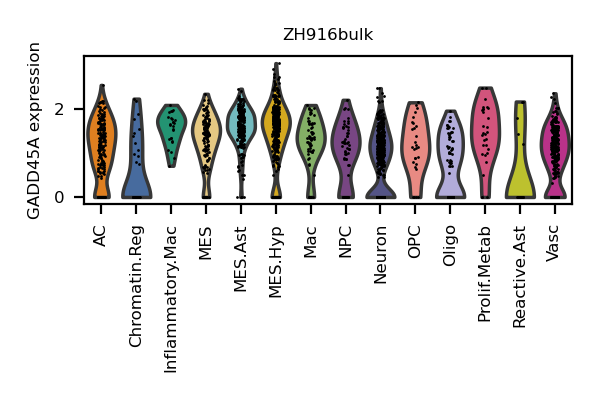 ZH916bulk
GADD45A expression
2
0
AC
Chromatin.Reg
Inflammatory.Mac
MES
MES.Ast
MES.Hyp
Mac
NPC
Neuron
OPC
Oligo
Prolif.Metab
Reactive.Ast
Vasc